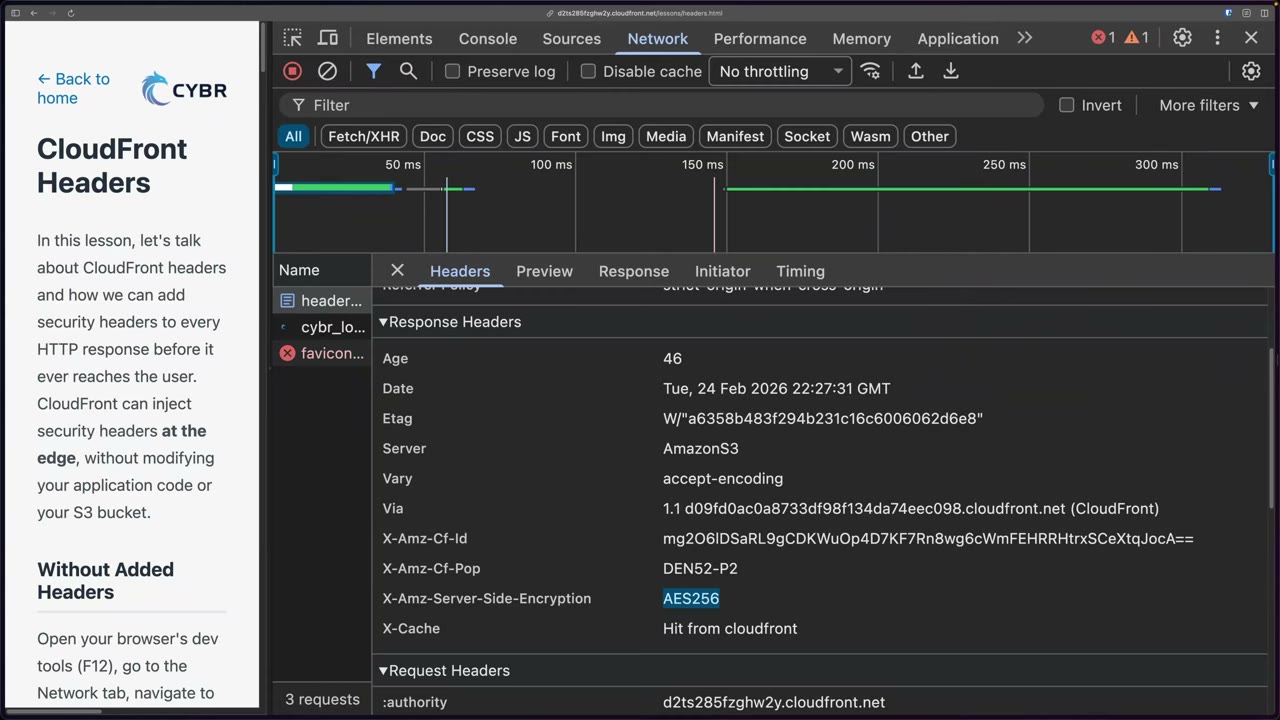 d2ts285fzghw2y.cloudfront.net/lessons/headers.html
← Back to
home
CYBR
CloudFront
Headers
In this lesson, let's talk
about CloudFront headers
and how we can add
security headers to every
HTTP response before it
ever reaches the user.
CloudFront can inject
security headers at the
edge, without modifying
your application code or
your S3 bucket.
Without Added
Headers
Open your browser's dev
tools (F12), go to the
Network tab, navigate to
Elements Console Sources Network Performance Memory Application 1 1
Preserve log Disable cache No throttling
Filter Invert More filters
All Fetch/XHR Doc CSS JS Font Img Media Manifest Socket Wasm Other
50 ms 100 ms 150 ms 200 ms 250 ms 300 ms
Name
header...
cybr_lo...
favicon...
3 requests
Headers Preview Response Initiator Timing
Referrer Policy strict-origin-when-cross-origin
Response Headers
Age 46
Date Tue, 24 Feb 2026 22:27:31 GMT
Etag W/"a6358b483f294b231c16c6006062d6e8"
Server AmazonS3
Vary accept-encoding
Via 1.1 d09fd0ac0a8733df98f134da74eec098.cloudfront.net (CloudFront)
X-Amz-Cf-Id mg2O6lDSaRL9gCDKWuOp4D7KF7Rn8wg6cWmFEHRRHtrxSCeXtqJocA==
X-Amz-Cf-Pop DEN52-P2
X-Amz-Server-Side-Encryption AES256
X-Cache Hit from cloudfront
Request Headers
:authority d2ts285fzghw2y.cloudfront.net